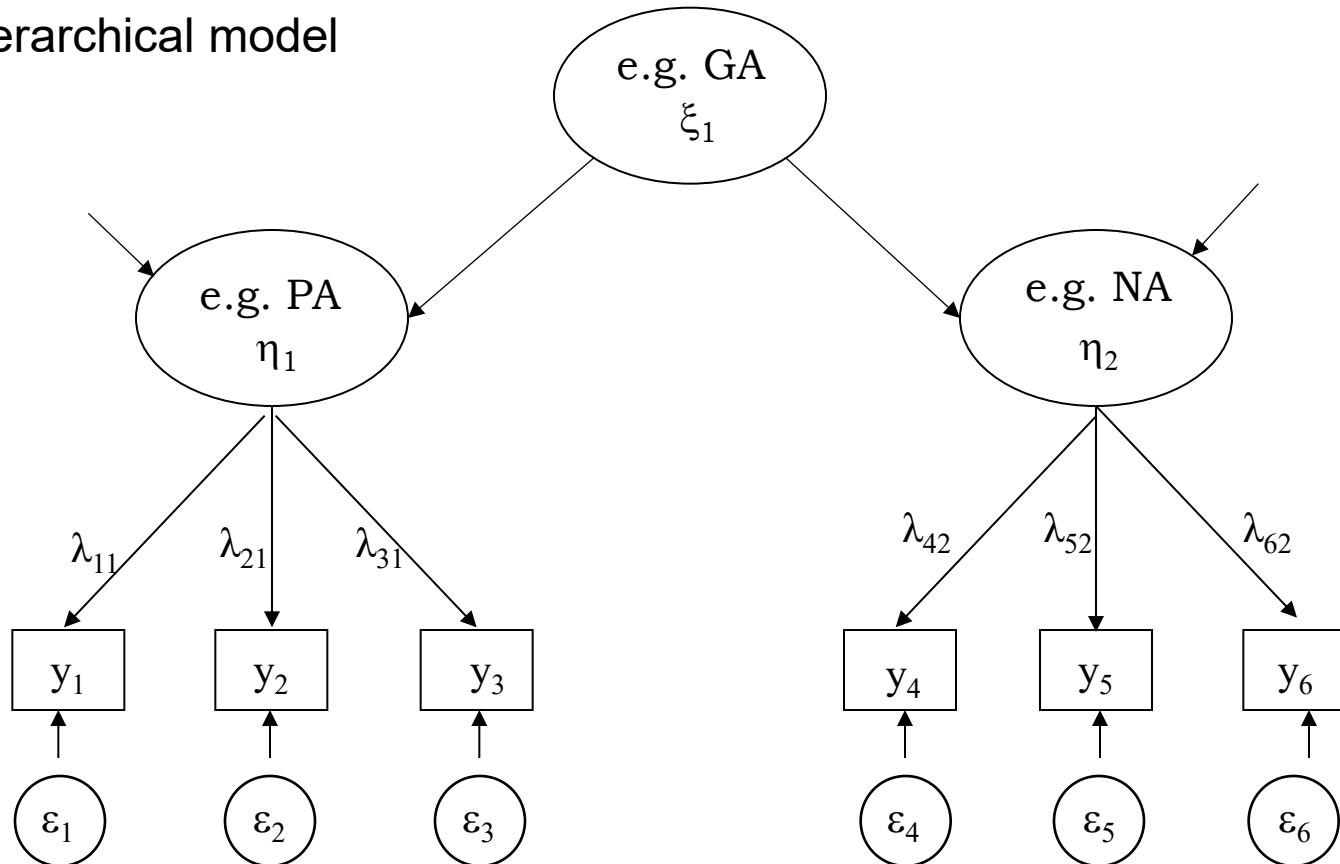 erarchical model
e.g. GA
ξ₁
e.g. PA
η₁
e.g. NA
η₂
λ₁₁ λ₂₁ λ₃₁ λ₄₂ λ₅₂ λ₆₂
y₁ y₂ y₃ y₄ y₅ y₆
ε₁ ε₂ ε₃ ε₄ ε₅ ε₆